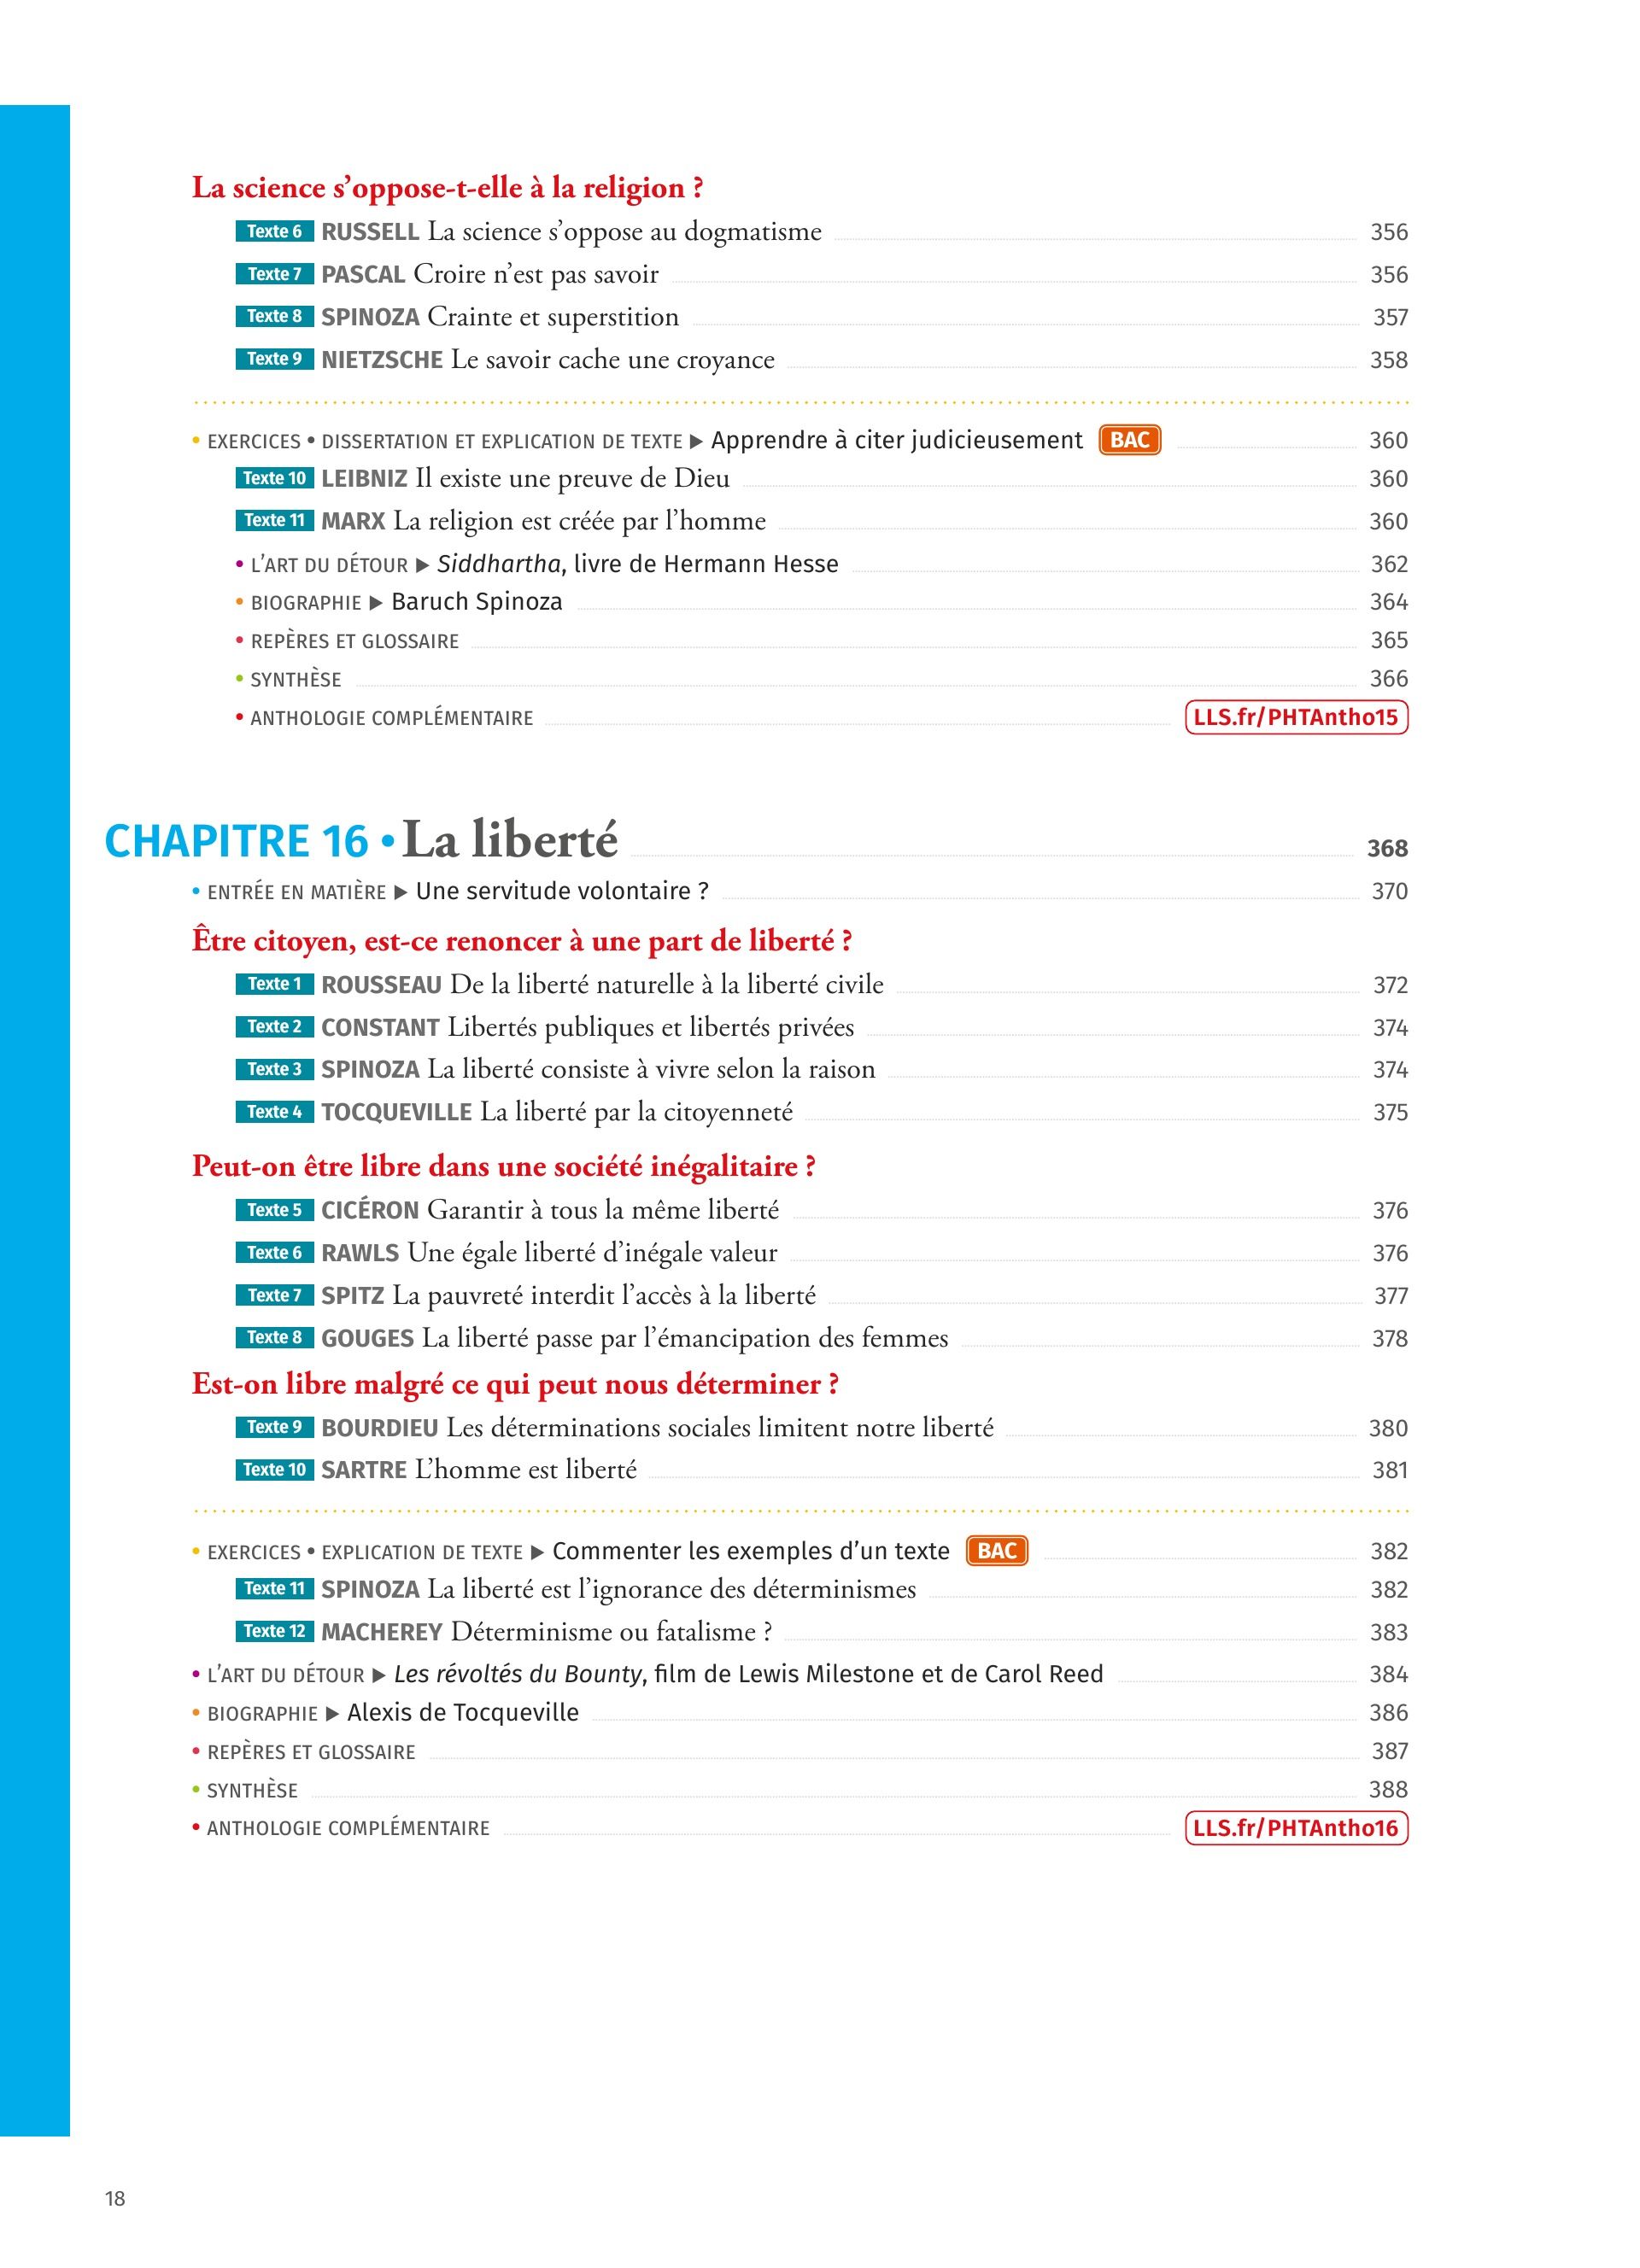 La science s’oppose-t-elle à la religion ?
Texte 6 RUSSELL La science s’oppose au dogmatisme 356
Texte 7 PASCAL Croire n’est pas savoir 356
Texte 8 SPINOZA Crainte et superstition 357
Texte 9 NIETZSCHE Le savoir cache une croyance 358
• EXERCICES • DISSERTATION ET EXPLICATION DE TEXTE ▶ Apprendre à citer judicieusement BAC 360
Texte 10 LEIBNIZ Il existe une preuve de Dieu 360
Texte 11 MARX La religion est créée par l’homme 360
• L’ART DU DÉTOUR ▶ Siddhartha, livre de Hermann Hesse 362
• BIOGRAPHIE ▶ Baruch Spinoza 364
• REPÈRES ET GLOSSAIRE 365
• SYNTHÈSE 366
• ANTHOLOGIE COMPLÉMENTAIRE LLS.fr/PHTAntho15
CHAPITRE 16 • La liberté 368
• ENTRÉE EN MATIÈRE ▶ Une servitude volontaire ? 370
Être citoyen, est-ce renoncer à une part de liberté ?
Texte 1 ROUSSEAU De la liberté naturelle à la liberté civile 372
Texte 2 CONSTANT Libertés publiques et libertés privées 374
Texte 3 SPINOZA La liberté consiste à vivre selon la raison 374
Texte 4 TOCQUEVILLE La liberté par la citoyenneté 375
Peut-on être libre dans une société inégalitaire ?
Texte 5 CICÉRON Garantir à tous la même liberté 376
Texte 6 RAWLS Une égale liberté d’inégale valeur 376
Texte 7 SPITZ La pauvreté interdit l’accès à la liberté 377
Texte 8 GOUGES La liberté passe par l’émancipation des femmes 378
Est-on libre malgré ce qui peut nous déterminer ?
Texte 9 BOURDIEU Les déterminations sociales limitent notre liberté 380
Texte 10 SARTRE L’homme est liberté 381
• EXERCICES • EXPLICATION DE TEXTE ▶ Commenter les exemples d’un texte BAC 382
Texte 11 SPINOZA La liberté est l’ignorance des déterminismes 382
Texte 12 MACHEREY Déterminisme ou fatalisme ? 383
• L’ART DU DÉTOUR ▶ Les révoltés du Bounty, film de Lewis Milestone et de Carol Reed 384
• BIOGRAPHIE ▶ Alexis de Tocqueville 386
• REPÈRES ET GLOSSAIRE 387
• SYNTHÈSE 388
• ANTHOLOGIE COMPLÉMENTAIRE LLS.fr/PHTAntho16
18